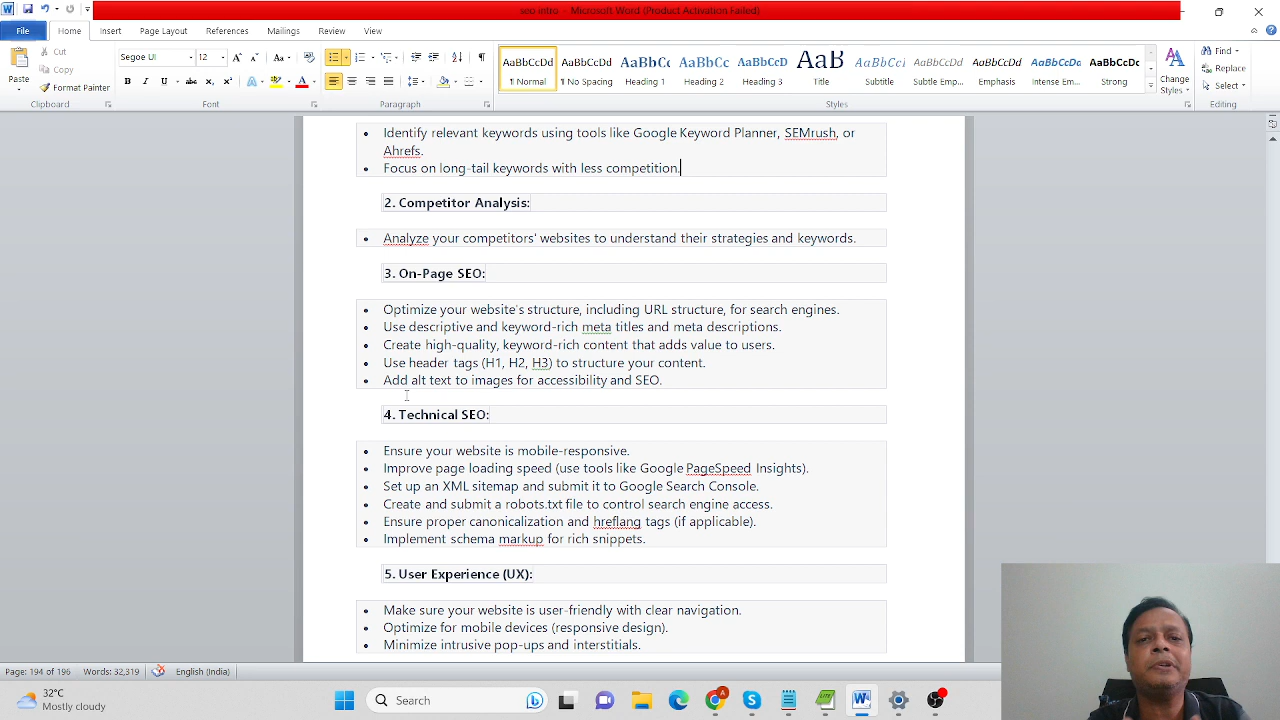 seo intro - Microsoft Word (Product Activation Failed)
File Home Insert Page Layout References Mailings Review View
Paste Cut Copy Format Painter Clipboard
Segoe UI 12 Font
Paragraph
AaBbCcDd AaBbCcDd AaBbCc AaBbCc AaBbCcD AaB AaBbCcI AaBbCcDd AaBbCcDd AaBbCcDd AaBbCcDc
¶ Normal ¶ No Spacing Heading 1 Heading 2 Heading 3 Title Subtitle Subtle Emp... Emphasis Intense Em... Strong
Styles
Change Styles
Find Replace Select Editing
• Identify relevant keywords using tools like Google Keyword Planner, SEMrush, or
Ahrefs.
• Focus on long-tail keywords with less competition.
2. Competitor Analysis:
• Analyze your competitors' websites to understand their strategies and keywords.
3. On-Page SEO:
• Optimize your website's structure, including URL structure, for search engines.
• Use descriptive and keyword-rich meta titles and meta descriptions.
• Create high-quality, keyword-rich content that adds value to users.
• Use header tags (H1, H2, H3) to structure your content.
• Add alt text to images for accessibility and SEO.
4. Technical SEO:
• Ensure your website is mobile-responsive.
• Improve page loading speed (use tools like Google PageSpeed Insights).
• Set up an XML sitemap and submit it to Google Search Console.
• Create and submit a robots.txt file to control search engine access.
• Ensure proper canonicalization and hreflang tags (if applicable).
• Implement schema markup for rich snippets.
5. User Experience (UX):
• Make sure your website is user-friendly with clear navigation.
• Optimize for mobile devices (responsive design).
• Minimize intrusive pop-ups and interstitials.
Page: 194 of 196 Words: 32,319 English (India)
32°C
Mostly cloudy
Search